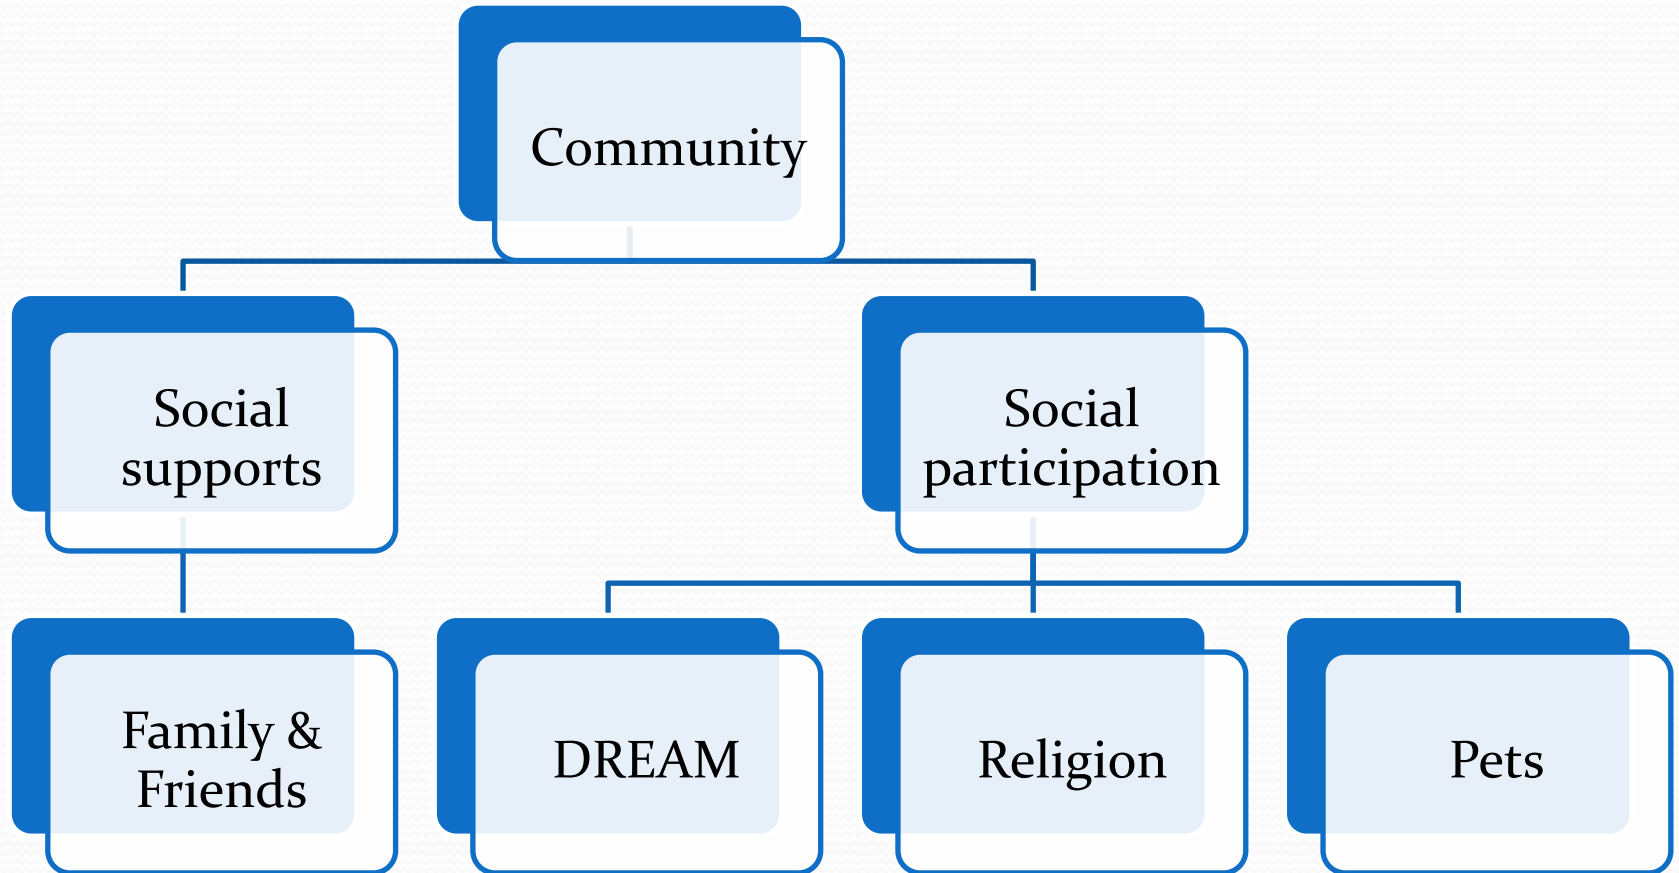 Community
Social
supports
Social
participation
Family &
Friends
DREAM
Religion
Pets